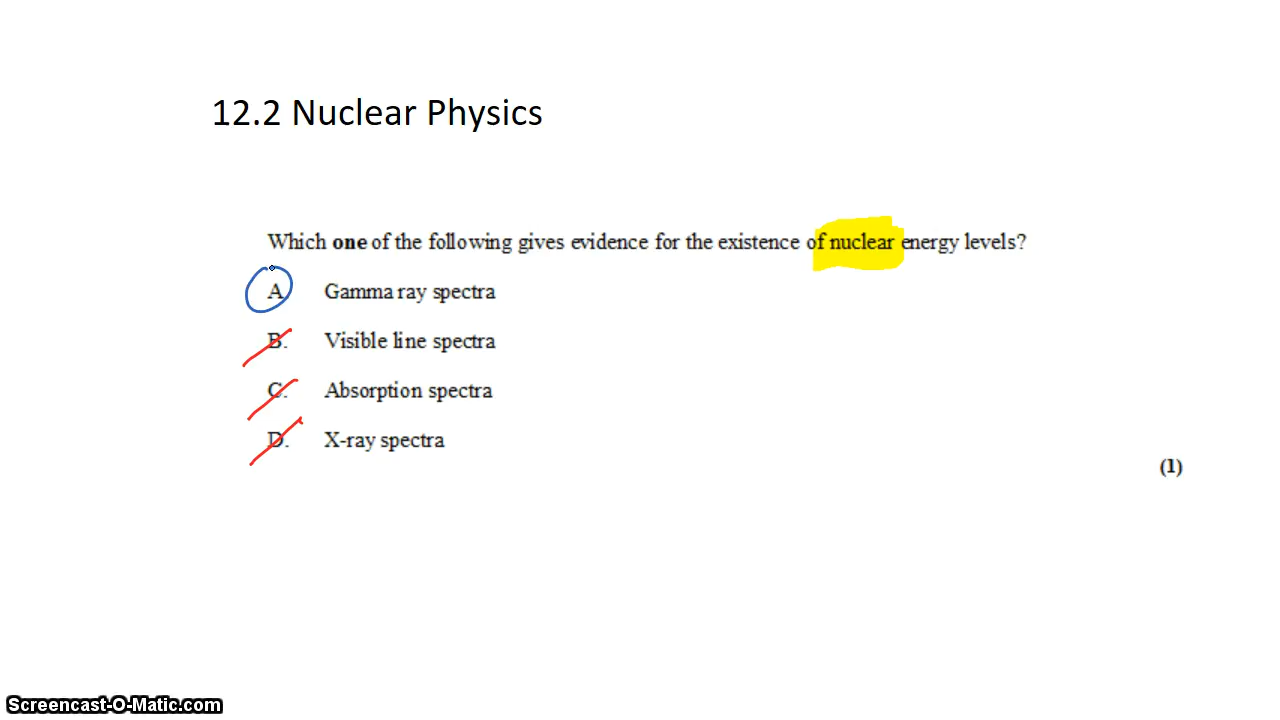 12.2 Nuclear Physics
Which one of the following gives evidence for the existence of nuclear energy levels?
A. Gamma ray spectra
B. Visible line spectra
C. Absorption spectra
D. X-ray spectra
(1)
Screencast-O-Matic.com